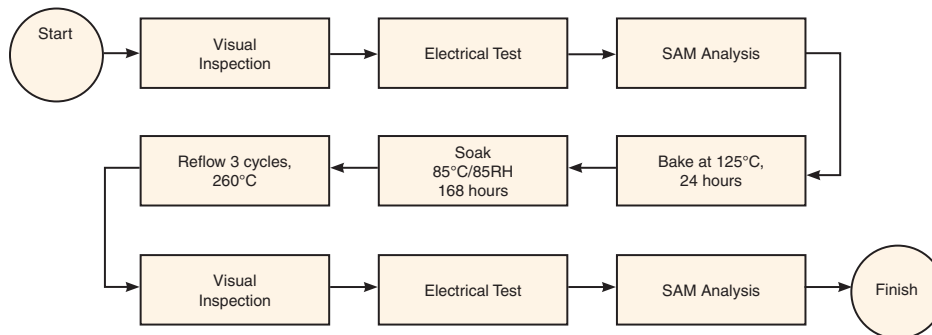 Start
Visual
Inspection
Electrical Test
SAM Analysis
Bake at 125°C,
24 hours
Soak
85°C/85RH
168 hours
Reflow 3 cycles,
260°C
Visual
Inspection
Electrical Test
SAM Analysis
Finish